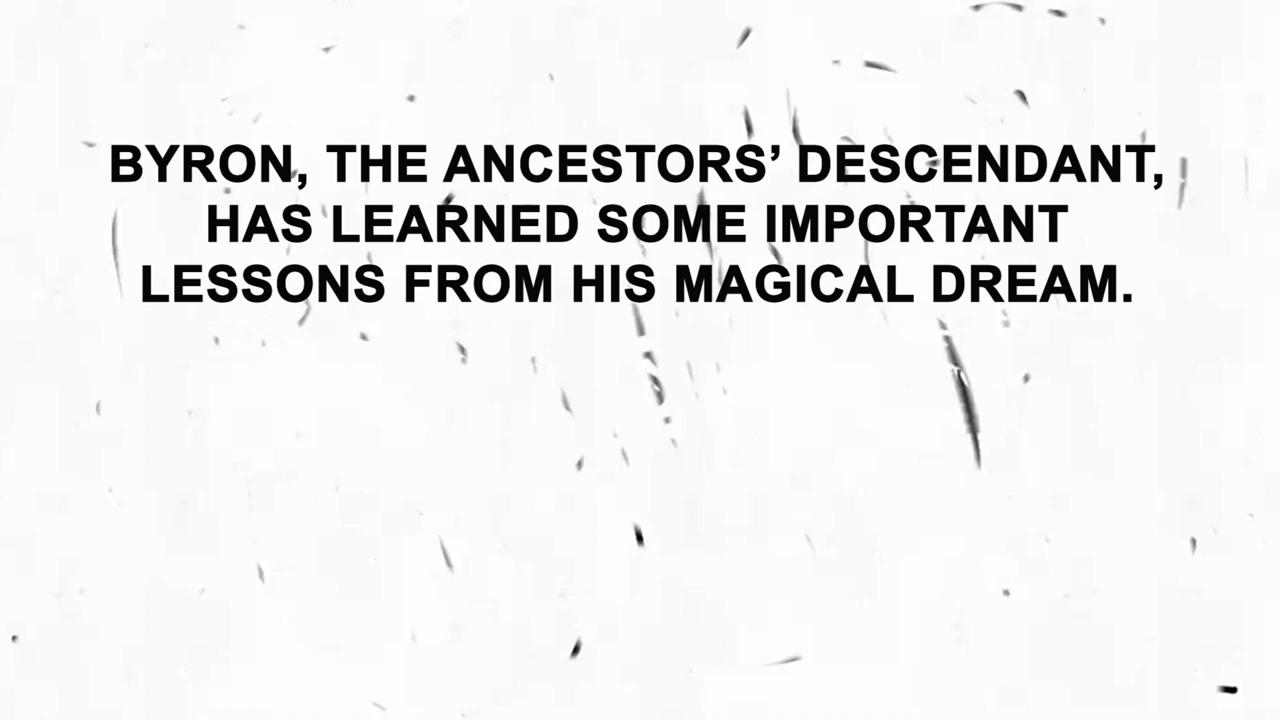 BYRON, THE ANCESTORS’ DESCENDANT,
HAS LEARNED SOME IMPORTANT
LESSONS FROM HIS MAGICAL DREAM.